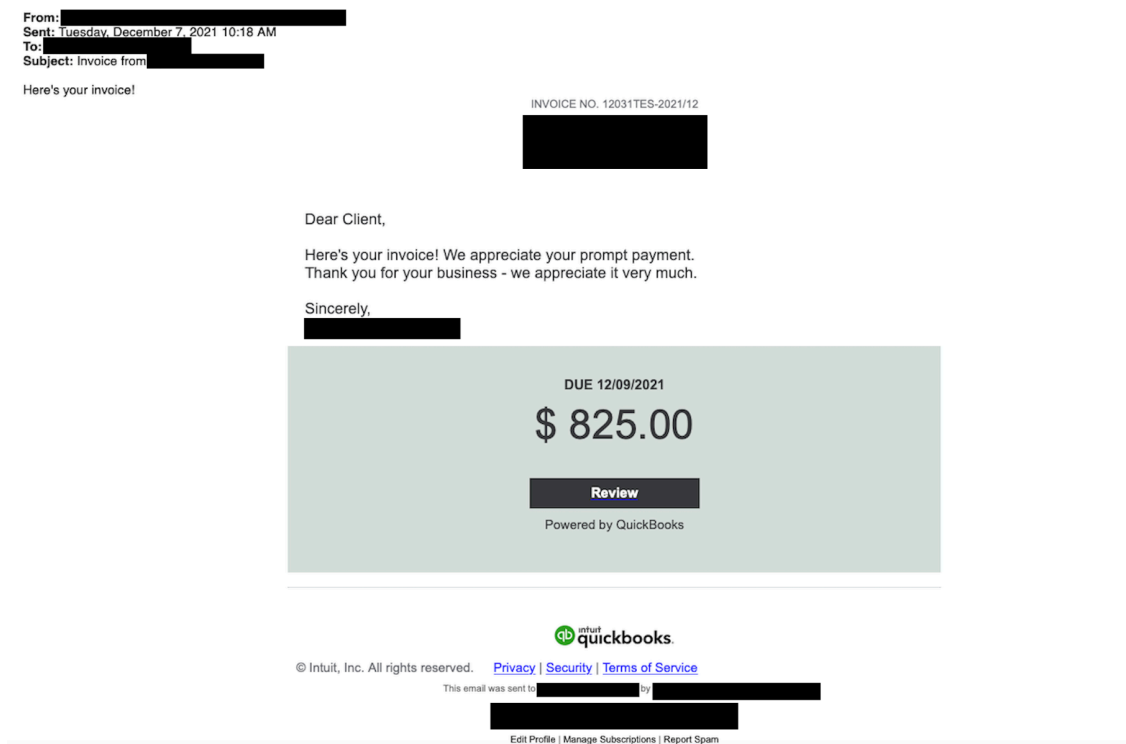 From:
Sent: Tuesday, December 7, 2021 10:18 AM
To:
Subject: Invoice from
Here's your invoice!
INVOICE NO. 12031TES-2021/12
Dear Client,
Here's your invoice! We appreciate your prompt payment.
Thank you for your business - we appreciate it very much.
Sincerely,
DUE 12/09/2021
$ 825.00
Review
Powered by QuickBooks
qb intuit quickbooks.
© Intuit, Inc. All rights reserved. Privacy | Security | Terms of Service
This email was sent to by
Edit Profile | Manage Subscriptions | Report Spam